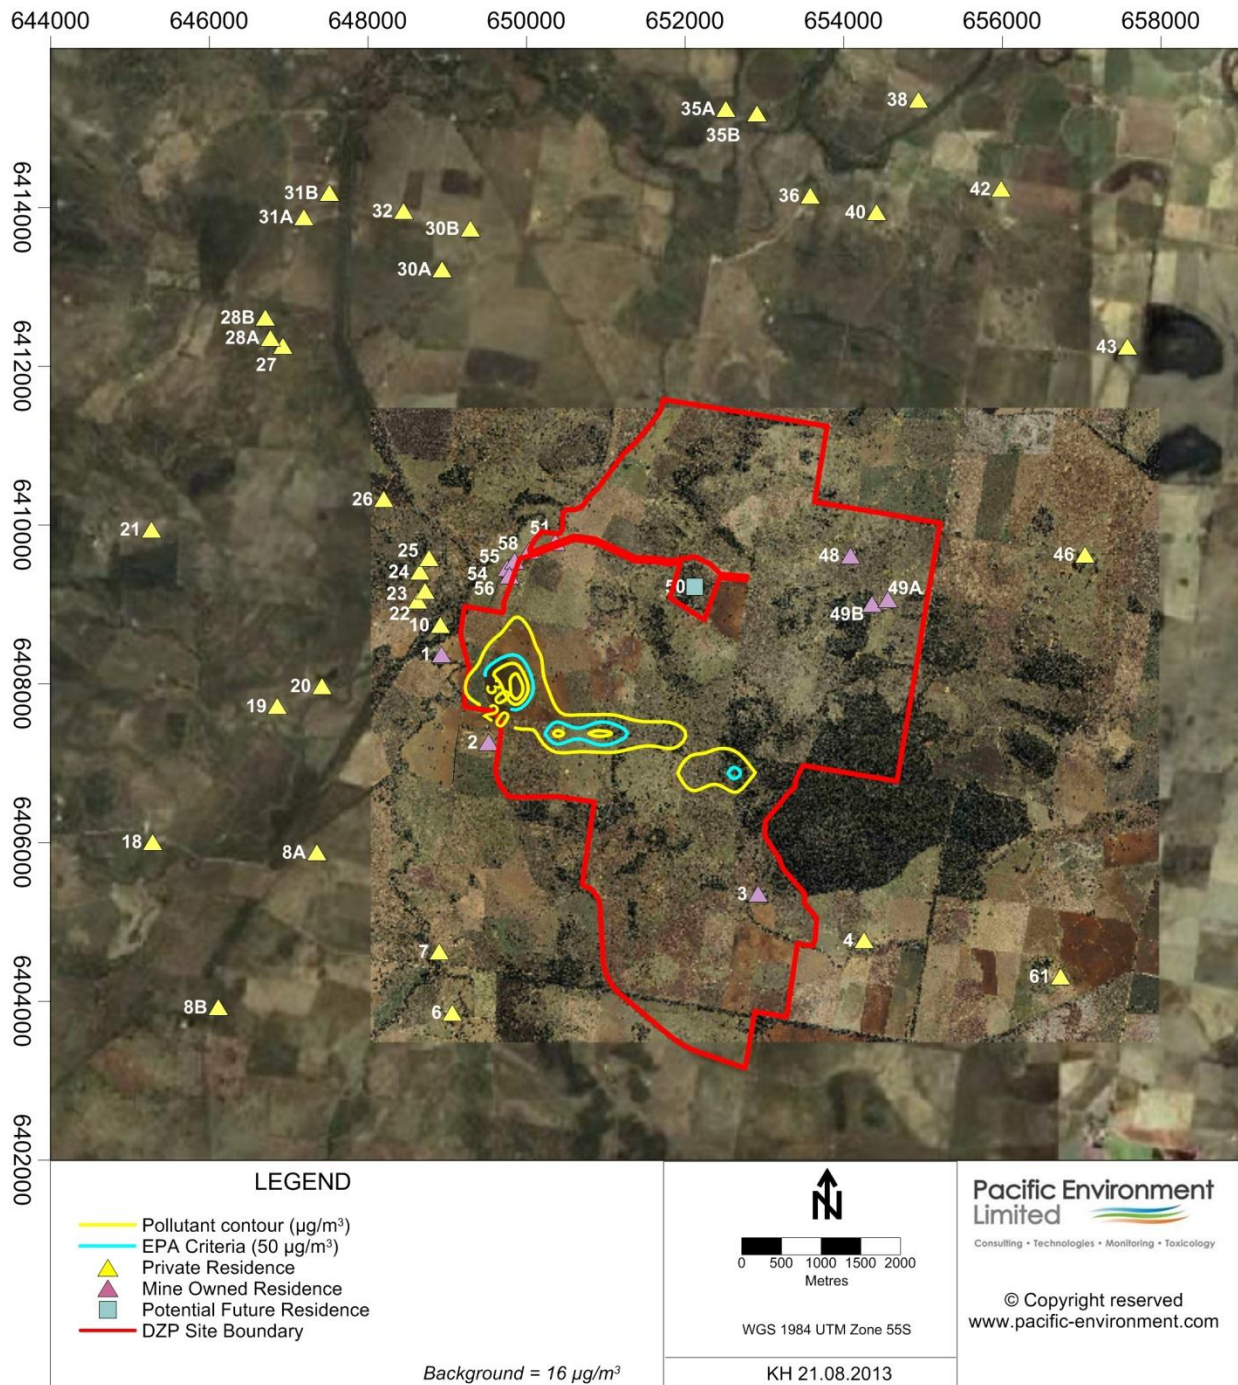 644000 646000 648000 650000 652000 654000 656000 658000
6414000
6412000
6410000
6408000
6406000
6404000
6402000
35A
35B
38
31B
31A
32
30B
30A
36
40
42
28B
28A
27
43
26
21
51
58
55
54
56
25
24
23
22
10
1
50
48
49A
49B
46
20
19
30
20
2
18
8A
3
4
7
61
8B
6
LEGEND
Pollutant contour (µg/m³)
EPA Criteria (50 µg/m³)
Private Residence
Mine Owned Residence
Potential Future Residence
DZP Site Boundary
Background = 16 µg/m³
N
0 500 1000 1500 2000
Metres
WGS 1984 UTM Zone 55S
KH 21.08.2013
Pacific Environment
Limited
Consulting • Technologies • Monitoring • Toxicology
© Copyright reserved
www.pacific-environment.com